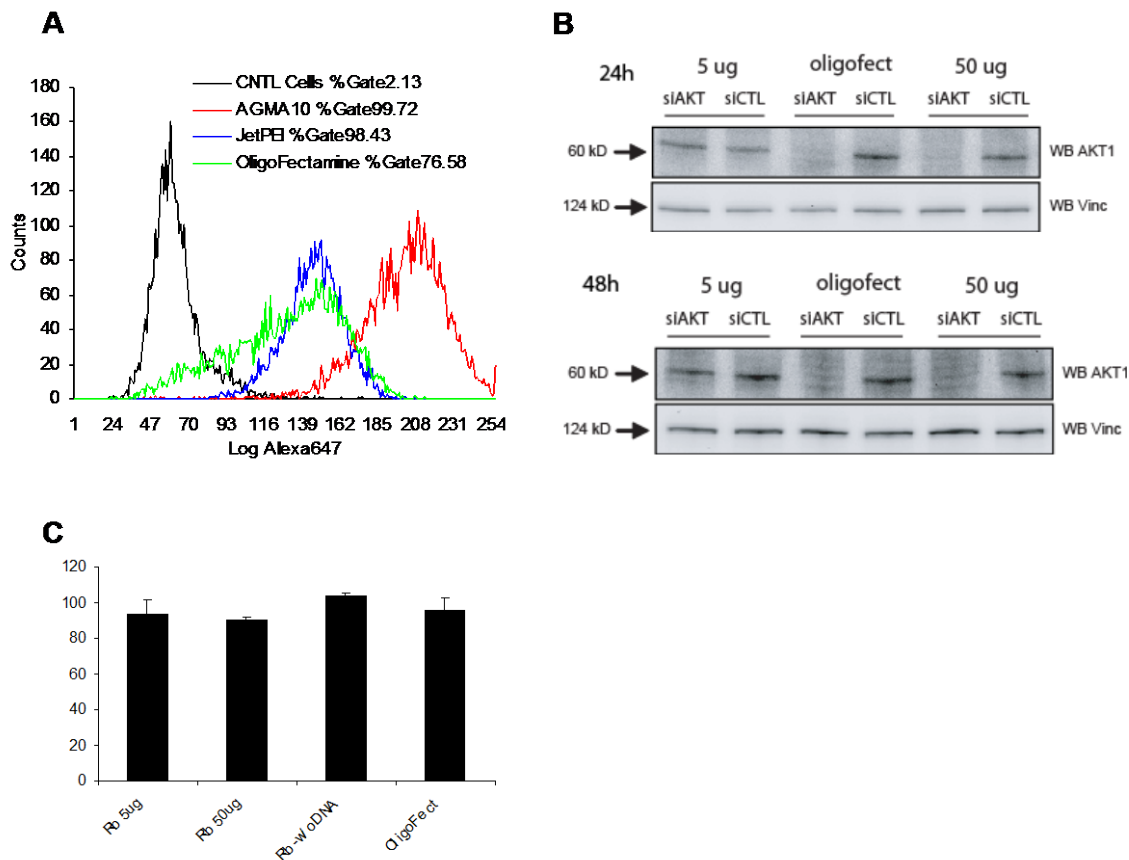 A
CNTL Cells %Gate2.13
AGMA10 %Gate99.72
JetPEI %Gate98.43
OligoFectamine %Gate76.58
180
160
140
120
100
80
60
40
20
0
Counts
1 24 47 70 93 116 139 162 185 208 231 254
Log Alexa647
B
24h
5 ug oligofect 50 ug
siAKT siCTL siAKT siCTL siAKT siCTL
60 kD WB AKT1
124 kD WB Vinc
48h
5 ug oligofect 50 ug
siAKT siCTL siAKT siCTL siAKT siCTL
60 kD WB AKT1
124 kD WB Vinc
C
120
100
80
60
40
20
0
Rb 5ug
Rb 50ug
Rb-w/oDNA
OligoFect